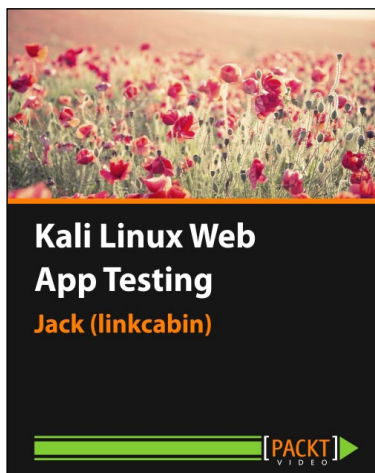 Kali Linux Web
App Testing
Jack (linkcabin)
[PACKT]
VIDEO